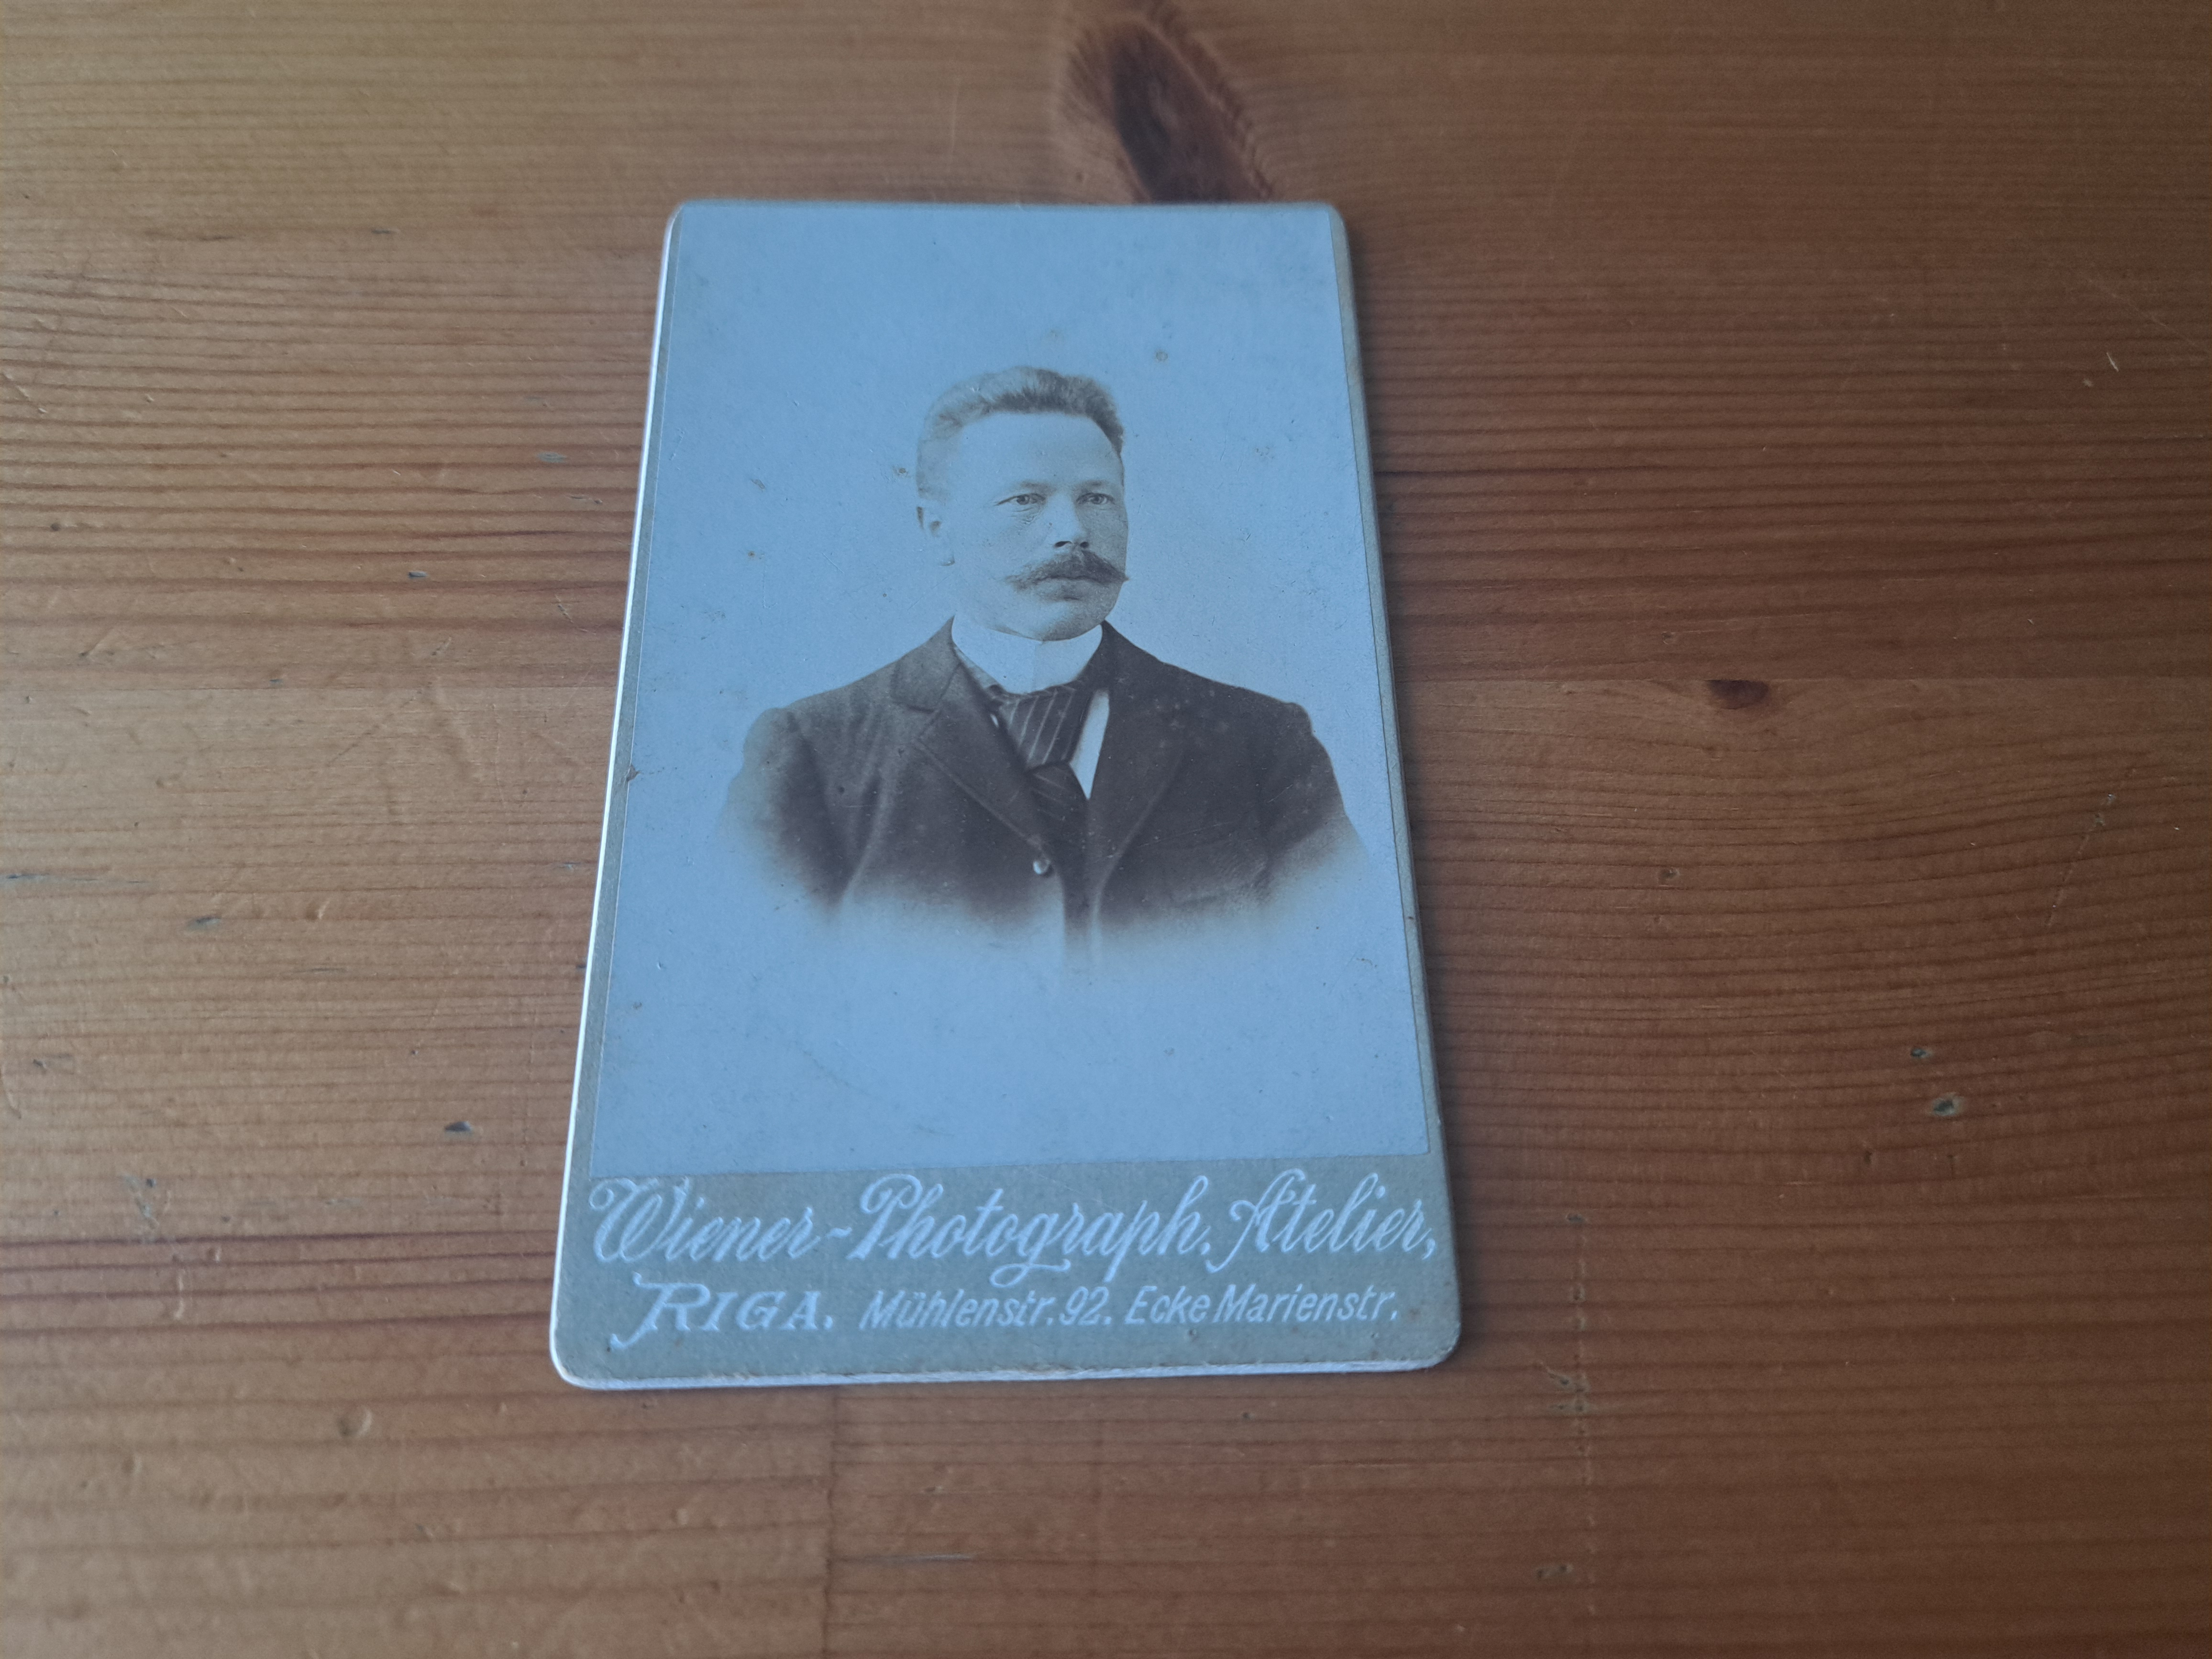 Wiener-Photograph. Atelier,
RIGA. Mühlenstr. 92. Ecke Marienstr.